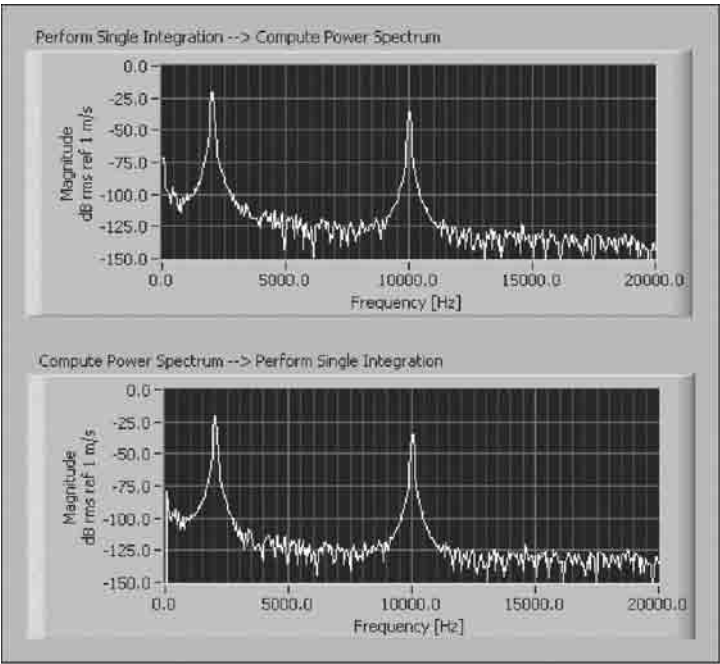 Perform Single Integration --> Compute Power Spectrum
Magnitude
dB rms ref 1 m/s
0.0
-25.0
-50.0
-75.0
-100.0
-125.0
-150.0
0.0 5000.0 10000.0 15000.0 20000.0
Frequency [Hz]
Compute Power Spectrum --> Perform Single Integration
Magnitude
dB rms ref 1 m/s
0.0
-25.0
-50.0
-75.0
-100.0
-125.0
-150.0
0.0 5000.0 10000.0 15000.0 20000.0
Frequency [Hz]